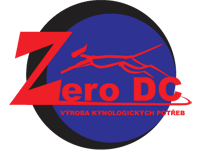 Zero DC
VÝROBA KYNOLOGICKÝCH POTŘEB